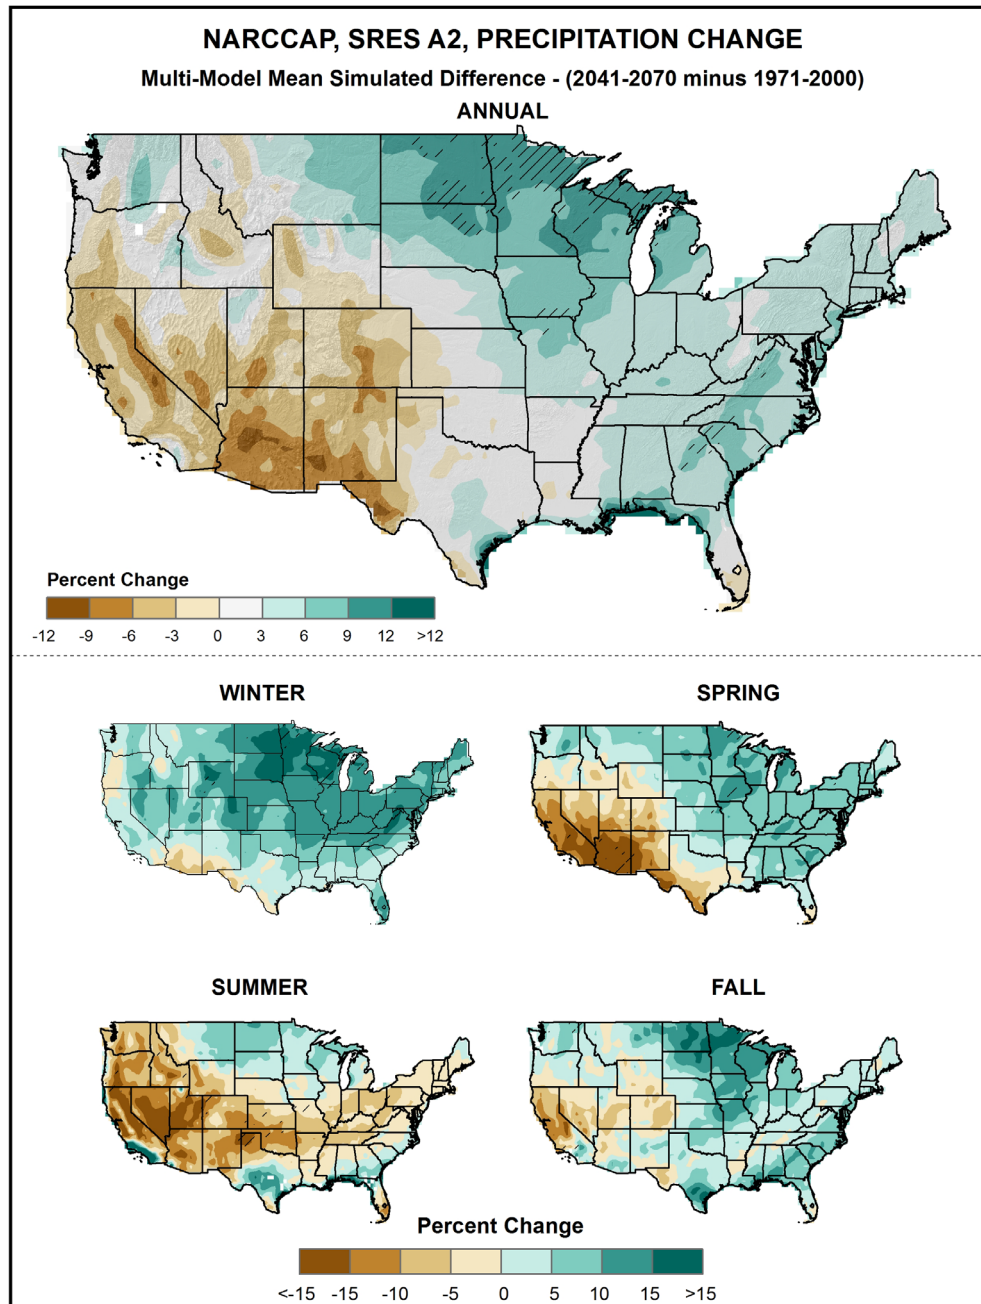 NARCCAP, SRES A2, PRECIPITATION CHANGE
Multi-Model Mean Simulated Difference - (2041-2070 minus 1971-2000)
ANNUAL
Percent Change
-12 -9 -6 -3 0 3 6 9 12 >12
WINTER SPRING
SUMMER FALL
Percent Change
<-15 -15 -10 -5 0 5 10 15 >15